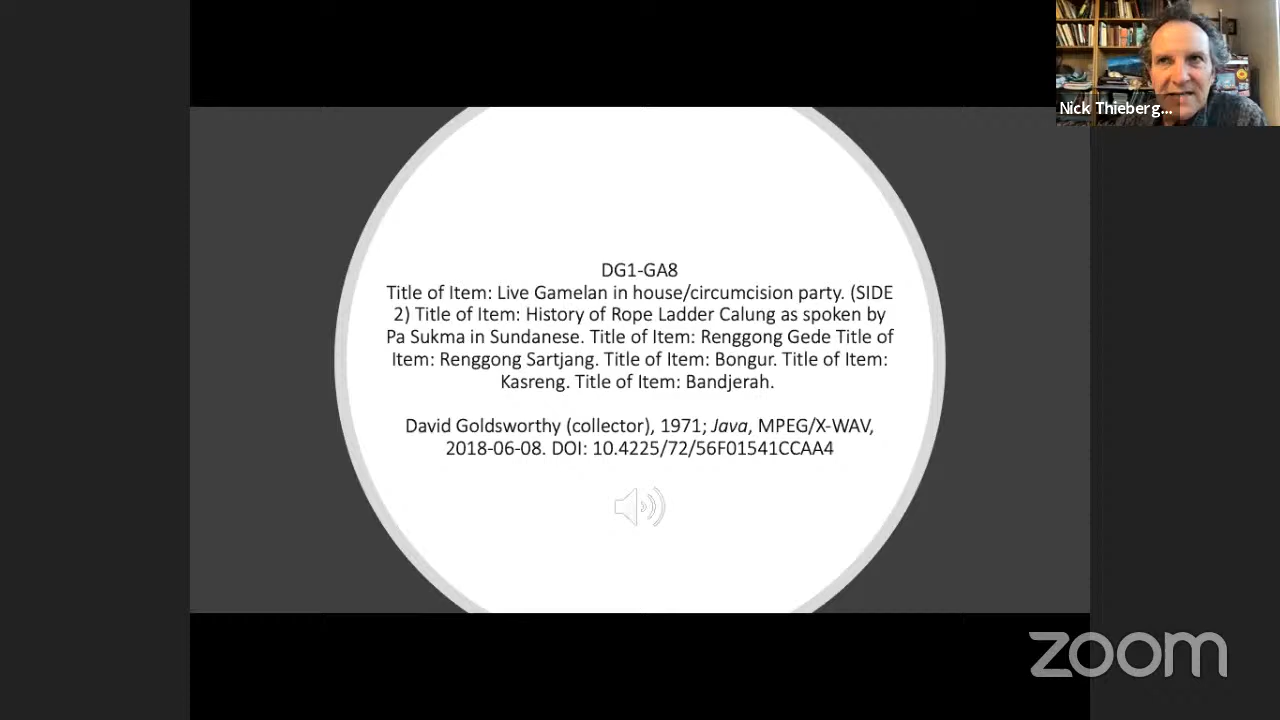 Nick Thieberg...
DG1-GA8
Title of Item: Live Gamelan in house/circumcision party. (SIDE
2) Title of Item: History of Rope Ladder Calung as spoken by
Pa Sukma in Sundanese. Title of Item: Renggong Gede Title of
Item: Renggong Sartjang. Title of Item: Bongur. Title of Item:
Kasreng. Title of Item: Bandjerah.
David Goldsworthy (collector), 1971; Java, MPEG/X-WAV,
2018-06-08. DOI: 10.4225/72/56F01541CCAA4
zoom